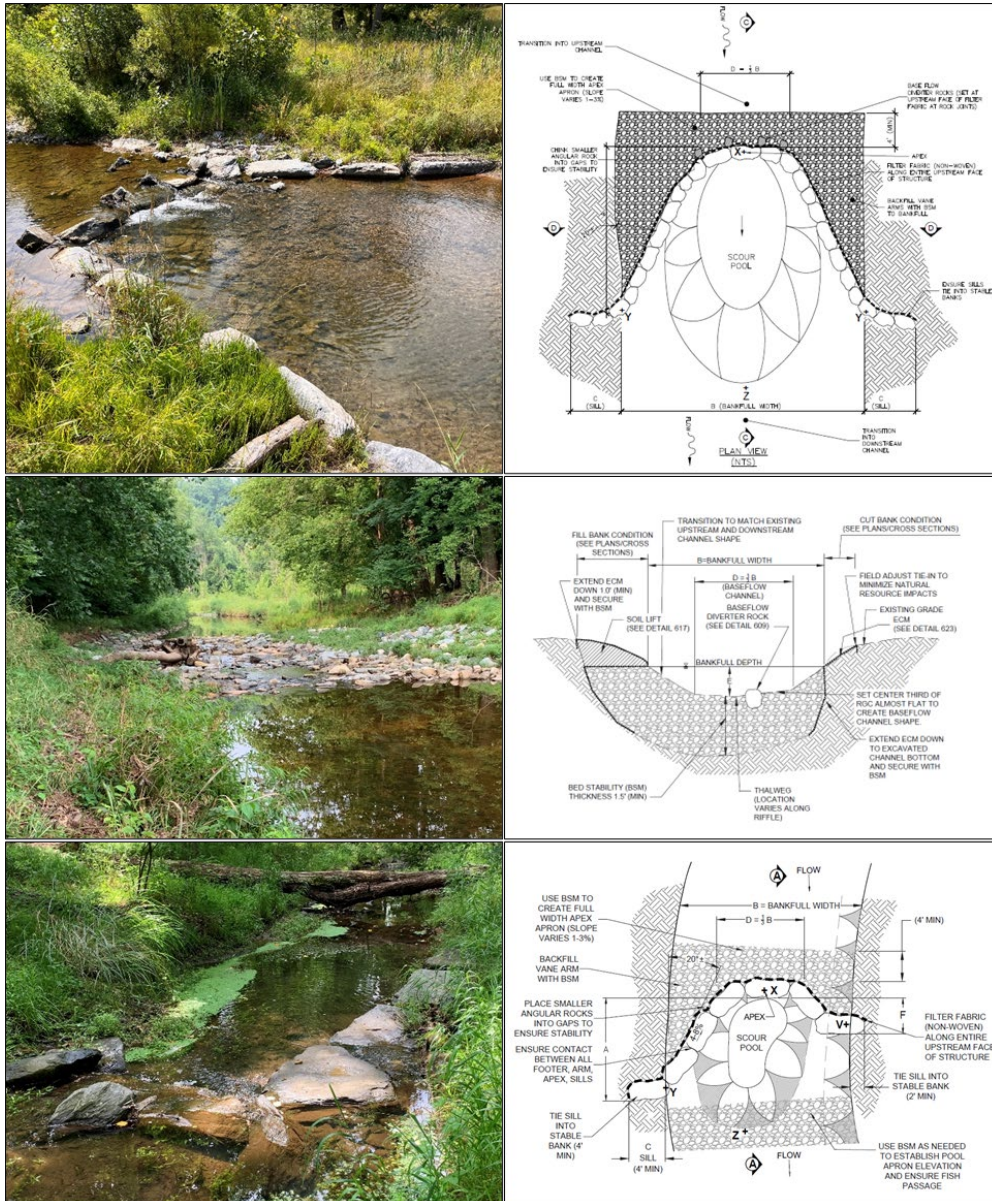 FLOW
C
TRANSITION INTO UPSTREAM
CHANNEL
USE BSM TO CREATE
FULL WIDTH APEX
APRON (SLOPE
VARIES 1-3%)
BASE FLOW
DIVERTER ROCKS (SET AT
UPSTREAM FACE OF FILTER
FABRIC AT ROCK JOINTS)
CHINK SMALLER
ANGULAR ROCK
INTO GAPS TO
ENSURE STABILITY
X
APEX
FILTER FABRIC (NON-WOVEN)
ALONG ENTIRE UPSTREAM FACE
OF STRUCTURE
BACKFILL VANE
ARMS WITH BSM
TO BANKFULL
D
D
SCOUR
POOL
ENSURE SILLS
TIE INTO STABLE
BANKS
Y
Y
Z
C
(SILL)
B (BANKFULL WIDTH)
C
(SILL)
FLOW
C
TRANSITION
INTO
DOWNSTREAM
CHANNEL
PLAN VIEW
(NTS)
FILL BANK CONDITION
(SEE PLANS/CROSS
SECTIONS)
TRANSITION TO MATCH EXISTING
UPSTREAM AND DOWNSTREAM
CHANNEL SHAPE
CUT BANK CONDITION
(SEE PLANS/CROSS SECTIONS)
B=BANKFULL WIDTH
EXTEND ECM
DOWN 1.0' (MIN)
AND SECURE
WITH BSM
(BASEFLOW
CHANNEL)
FIELD ADJUST TIE-IN TO
MINIMIZE NATURAL
RESOURCE IMPACTS
SOIL LIFT
(SEE DETAIL 617)
BASEFLOW
DIVERTER ROCK
(SEE DETAIL 609)
EXISTING GRADE
ECM
(SEE DETAIL 623)
BANKFULL DEPTH
E
SET CENTER THIRD OF
RGC ALMOST FLAT TO
CREATE BASEFLOW
CHANNEL SHAPE.
EXTEND ECM DOWN
TO EXCAVATED
CHANNEL BOTTOM
AND SECURE WITH
BSM
BED STABILITY (BSM)
THICKNESS 1.5' (MIN)
THALWEG
(LOCATION
VARIES ALONG
RIFFLE)
A
FLOW
USE BSM TO
CREATE FULL
WIDTH APEX
APRON (SLOPE
VARIES 1-3%)
B = BANKFULL WIDTH
(4' MIN)
BACKFILL
VANE ARM
WITH BSM
20°±
X
PLACE SMALLER
ANGULAR ROCKS
INTO GAPS TO
ENSURE STABILITY
APEX
V+
F
FILTER FABRIC
(NON-WOVEN)
ALONG ENTIRE
UPSTREAM FACE
OF STRUCTURE
4-6%
SCOUR
POOL
ENSURE CONTACT
BETWEEN ALL
FOOTER, ARM,
APEX, SILLS
A
Y
TIE SILL INTO
STABLE BANK
(2' MIN)
TIE SILL
INTO
STABLE
BANK (4'
MIN)
C
SILL
(4' MIN)
Z
FLOW
A
USE BSM AS NEEDED
TO ESTABLISH POOL
APRON ELEVATION
AND ENSURE FISH
PASSAGE